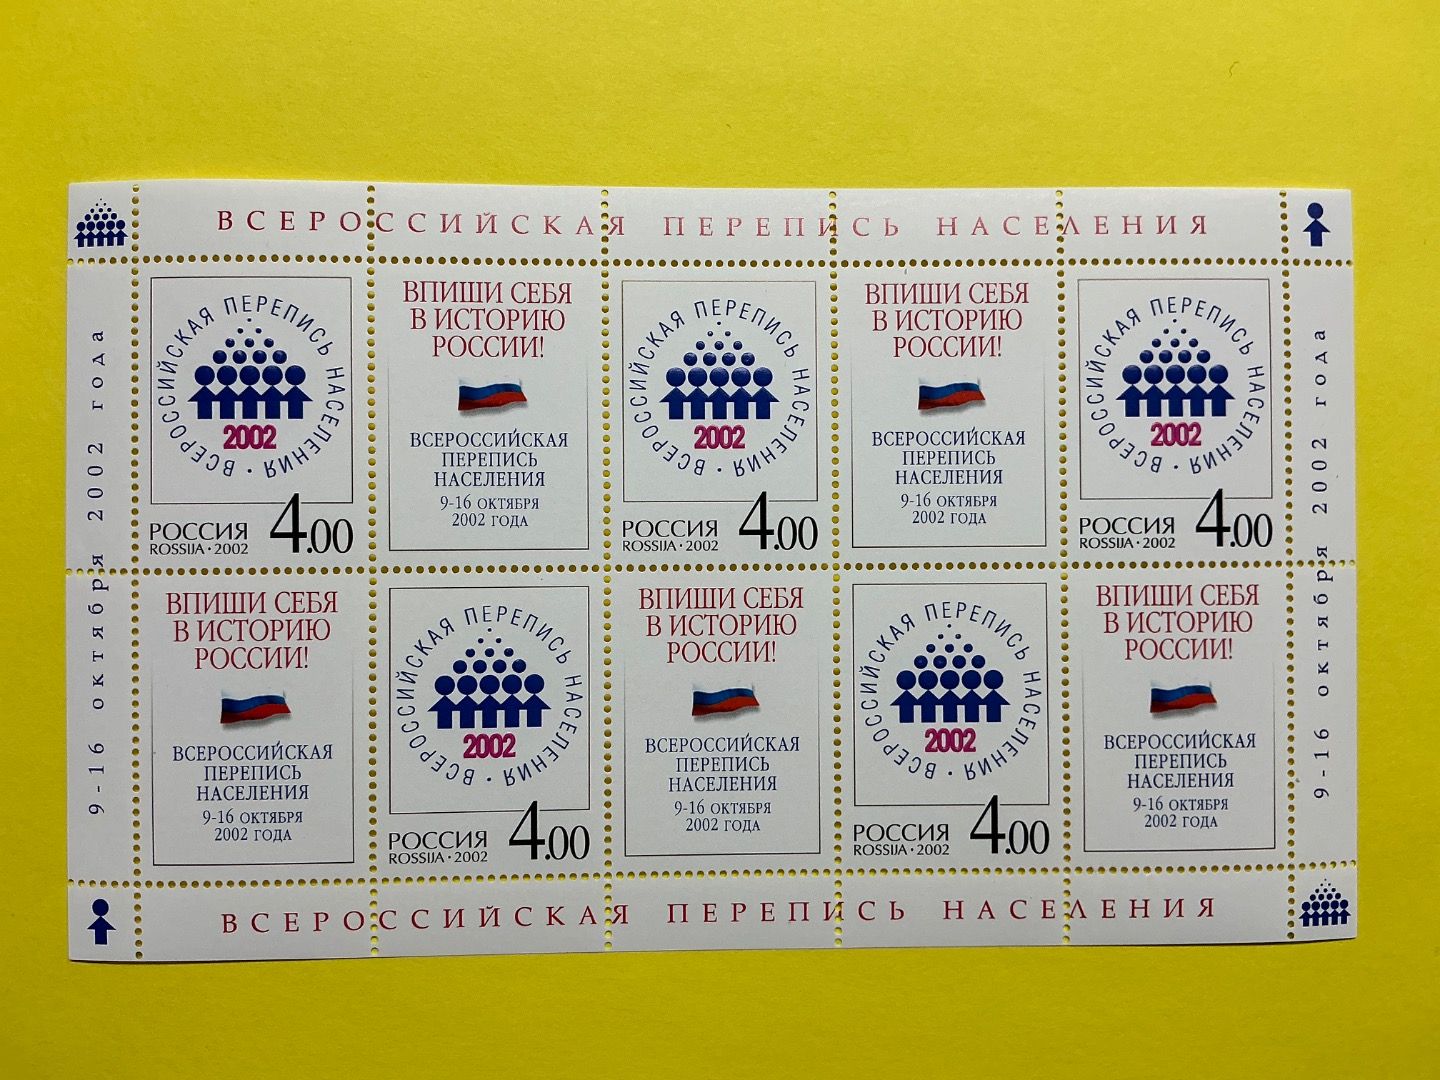 ВСЕРОССИЙСКАЯ ПЕРЕПИСЬ НАСЕЛЕНИЯ
9-16 октября 2002 года
ВСЕРОССИЙСКАЯ ПЕРЕПИСЬ НАСЕЛЕНИЯ ·
2002
РОССИЯ 4.00
ROSSIJA · 2002
ВПИШИ СЕБЯ
В ИСТОРИЮ
РОССИИ!
ВСЕРОССИЙСКАЯ
ПЕРЕПИСЬ
НАСЕЛЕНИЯ
9-16 ОКТЯБРЯ
2002 ГОДА
ВСЕРОССИЙСКАЯ ПЕРЕПИСЬ НАСЕЛЕНИЯ ·
2002
РОССИЯ 4.00
ROSSIJA · 2002
ВПИШИ СЕБЯ
В ИСТОРИЮ
РОССИИ!
ВСЕРОССИЙСКАЯ
ПЕРЕПИСЬ
НАСЕЛЕНИЯ
9-16 ОКТЯБРЯ
2002 ГОДА
ВСЕРОССИЙСКАЯ ПЕРЕПИСЬ НАСЕЛЕНИЯ ·
2002
РОССИЯ 4.00
ROSSIJA · 2002
9-16 октября 2002 года
ВПИШИ СЕБЯ
В ИСТОРИЮ
РОССИИ!
ВСЕРОССИЙСКАЯ
ПЕРЕПИСЬ
НАСЕЛЕНИЯ
9-16 ОКТЯБРЯ
2002 ГОДА
ВСЕРОССИЙСКАЯ ПЕРЕПИСЬ НАСЕЛЕНИЯ ·
2002
РОССИЯ 4.00
ROSSIJA · 2002
ВПИШИ СЕБЯ
В ИСТОРИЮ
РОССИИ!
ВСЕРОССИЙСКАЯ
ПЕРЕПИСЬ
НАСЕЛЕНИЯ
9-16 ОКТЯБРЯ
2002 ГОДА
ВСЕРОССИЙСКАЯ ПЕРЕПИСЬ НАСЕЛЕНИЯ ·
2002
РОССИЯ 4.00
ROSSIJA · 2002
ВПИШИ СЕБЯ
В ИСТОРИЮ
РОССИИ!
ВСЕРОССИЙСКАЯ
ПЕРЕПИСЬ
НАСЕЛЕНИЯ
9-16 ОКТЯБРЯ
2002 ГОДА
ВСЕРОССИЙСКАЯ ПЕРЕПИСЬ НАСЕЛЕНИЯ